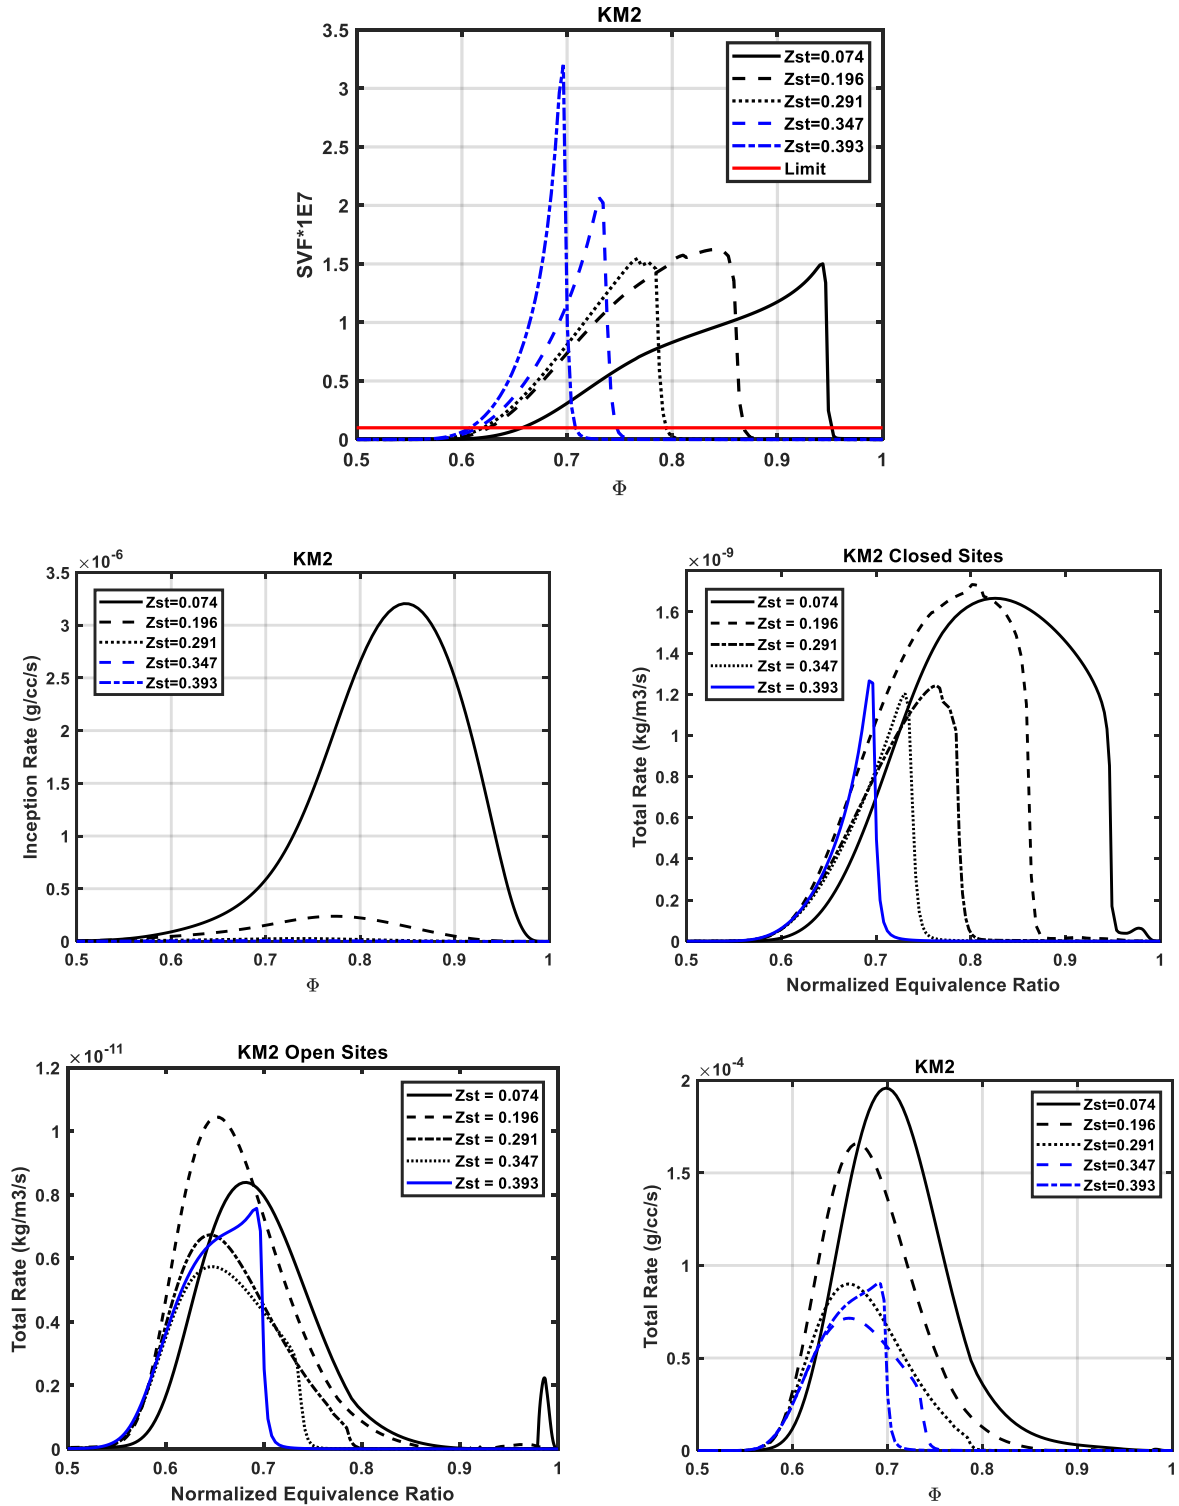 KM2
3.5
3
2.5
2
1.5
1
0.5
0
SVF*1E7
0.5 0.6 0.7 0.8 0.9 1
Φ
Zst=0.074
Zst=0.196
Zst=0.291
Zst=0.347
Zst=0.393
Limit
×10-6
KM2
3.5
3
2.5
2
1.5
1
0.5
0
Inception Rate (g/cc/s)
0.5 0.6 0.7 0.8 0.9 1
Φ
Zst=0.074
Zst=0.196
Zst=0.291
Zst=0.347
Zst=0.393
×10-9
KM2 Closed Sites
1.6
1.4
1.2
1
0.8
0.6
0.4
0.2
0
Total Rate (kg/m3/s)
0.5 0.6 0.7 0.8 0.9 1
Normalized Equivalence Ratio
Zst = 0.074
Zst = 0.196
Zst = 0.291
Zst = 0.347
Zst = 0.393
×10-11
KM2 Open Sites
1.2
1
0.8
0.6
0.4
0.2
0
Total Rate (kg/m3/s)
0.5 0.6 0.7 0.8 0.9 1
Normalized Equivalence Ratio
Zst = 0.074
Zst = 0.196
Zst = 0.291
Zst = 0.347
Zst = 0.393
×10-4
KM2
2
1.5
1
0.5
0
Total Rate (g/cc/s)
0.5 0.6 0.7 0.8 0.9 1
Φ
Zst=0.074
Zst=0.196
Zst=0.291
Zst=0.347
Zst=0.393